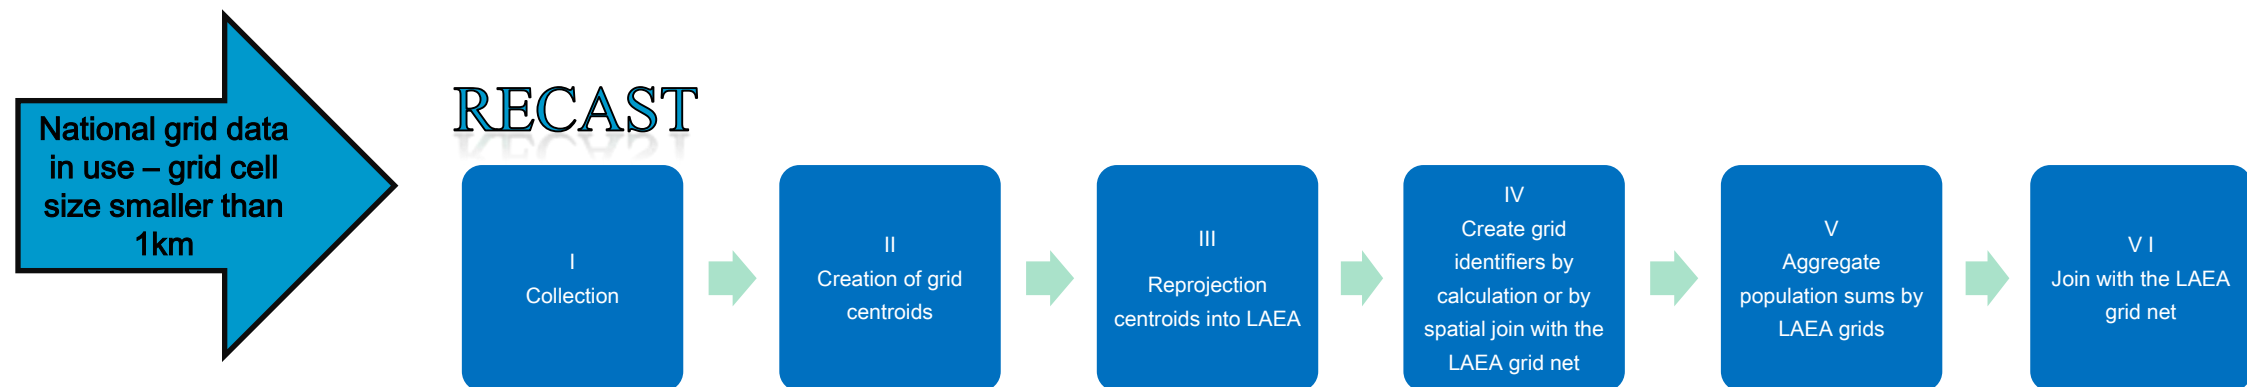 National grid data
in use – grid cell
size smaller than
1km
RECAST
I
Collection
II
Creation of grid
centroids
III
Reprojection
centroids into LAEA
IV
Create grid
identifiers by
calculation or by
spatial join with the
LAEA grid net
V
Aggregate
population sums by
LAEA grids
V I
Join with the LAEA
grid net